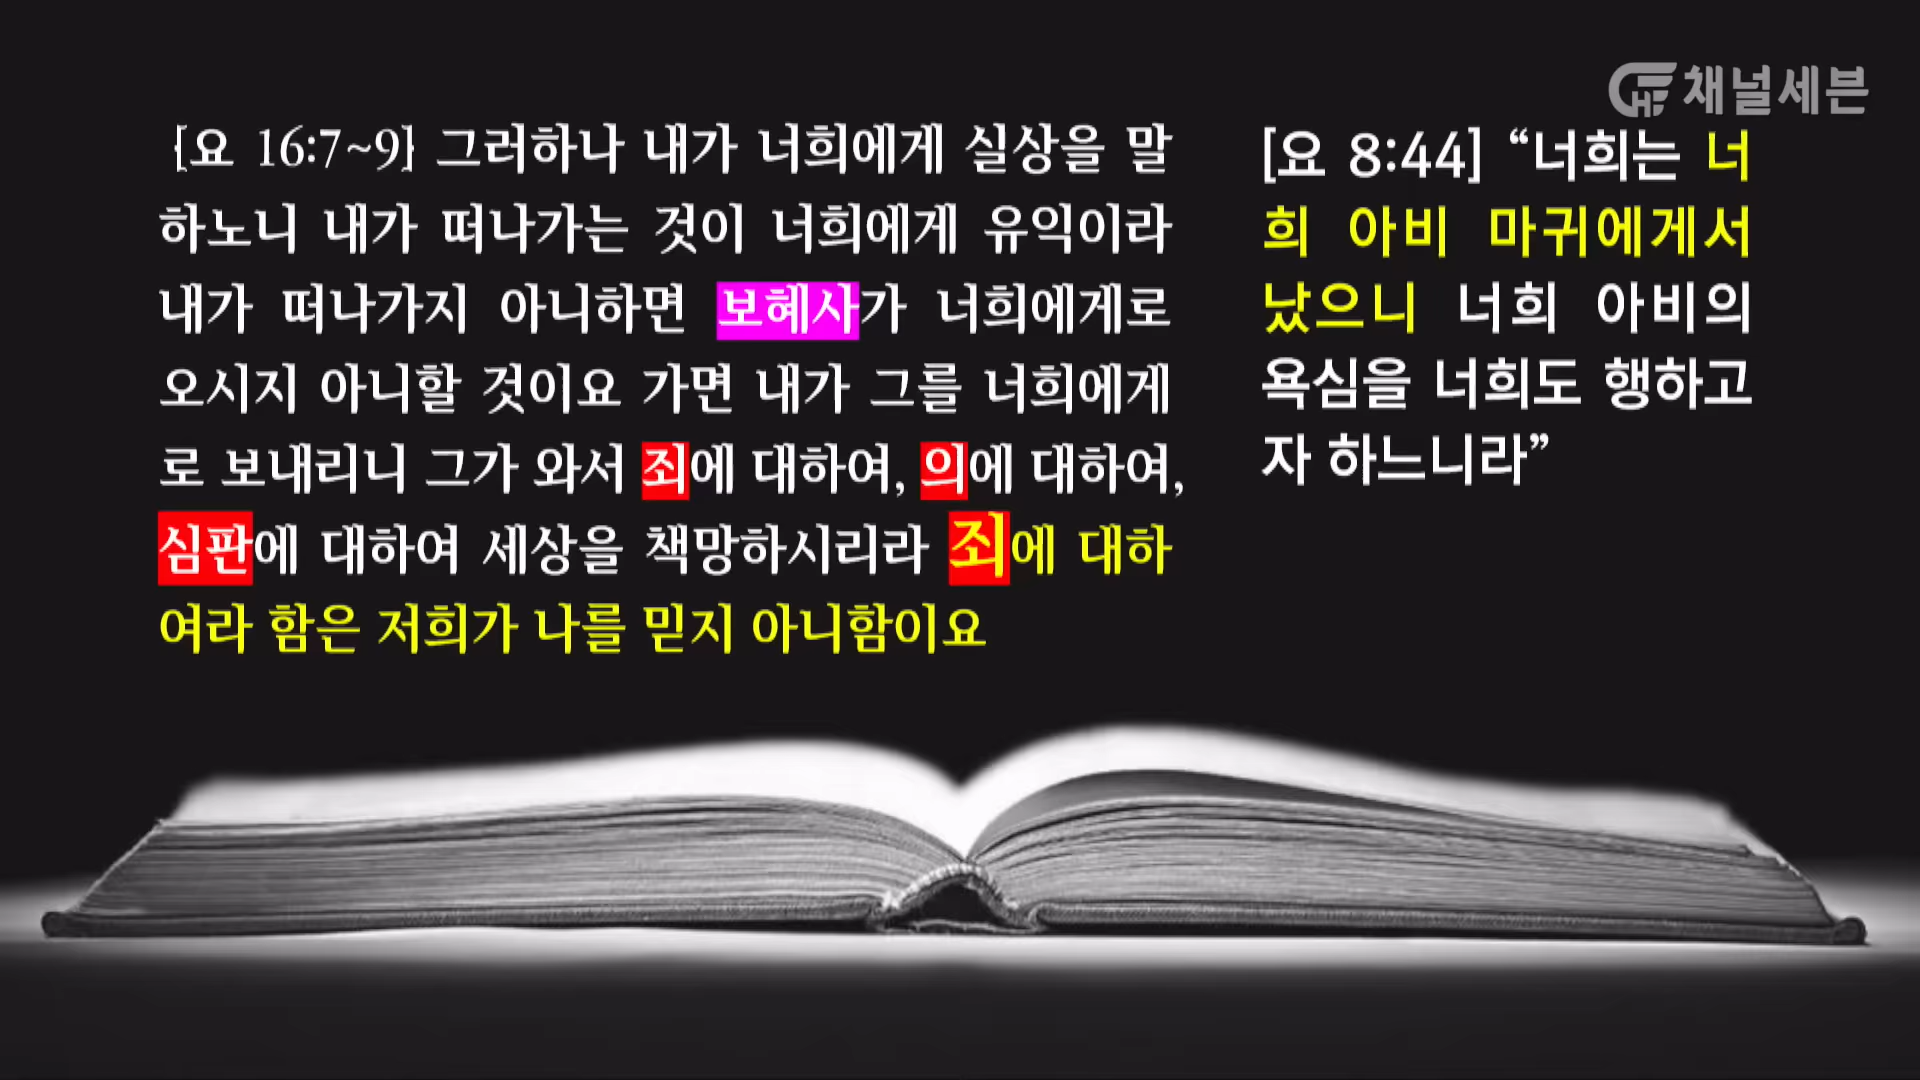 채널세븐
{요 16:7~9} 그러하나 내가 너희에게 실상을 말
하노니 내가 떠나가는 것이 너희에게 유익이라
내가 떠나가지 아니하면 보혜사가 너희에게로
오시지 아니할 것이요 가면 내가 그를 너희에게
로 보내리니 그가 와서 죄에 대하여, 의에 대하여,
심판에 대하여 세상을 책망하시리라 죄에 대하
여라 함은 저희가 나를 믿지 아니함이요
[요 8:44] “너희는 너
희 아비 마귀에게서
났으니 너희 아비의
욕심을 너희도 행하고
자 하느니라”